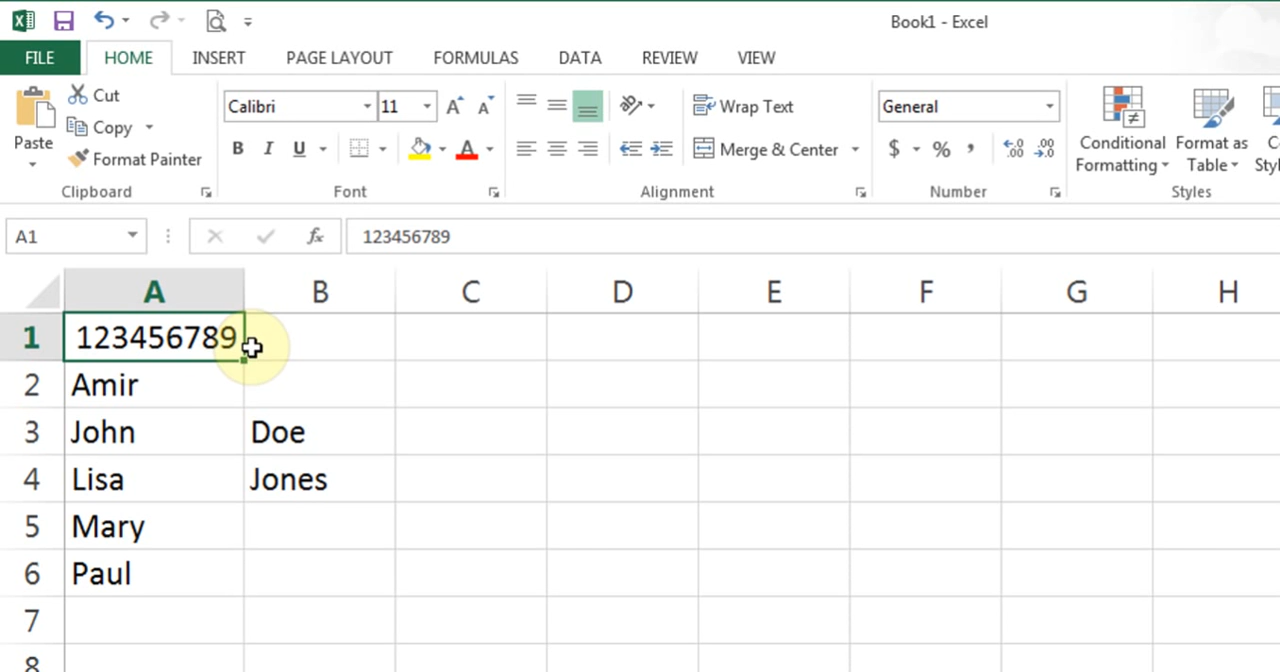 Book1 - Excel
FILE HOME INSERT PAGE LAYOUT FORMULAS DATA REVIEW VIEW
Paste
Cut
Copy
Format Painter
Clipboard
Calibri 11
B I U
Font
Wrap Text
Merge & Center
Alignment
General
$ % ,
Number
Conditional Formatting
Format as Table
Styles
A1 fx 123456789
A B C D E F G H
1 123456789
2 Amir
3 John Doe
4 Lisa Jones
5 Mary
6 Paul
7
8